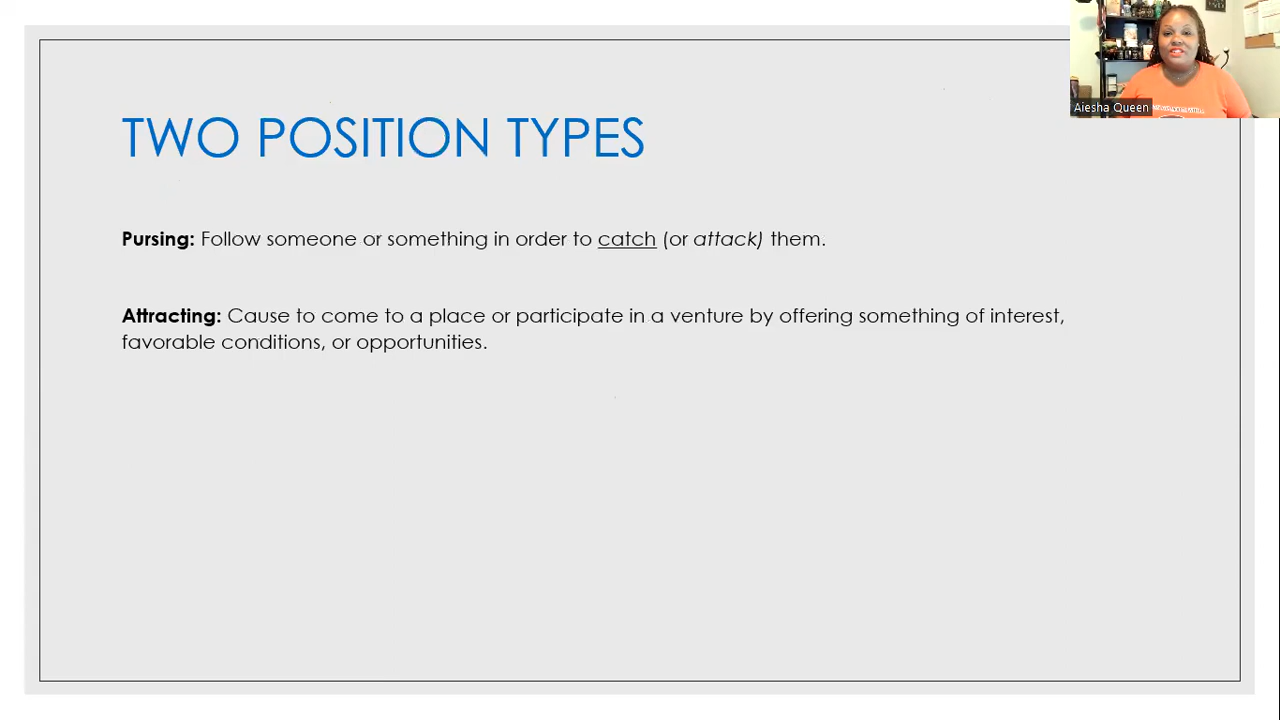 TWO POSITION TYPES
Pursing: Follow someone or something in order to catch (or attack) them.
Attracting: Cause to come to a place or participate in a venture by offering something of interest,
favorable conditions, or opportunities.
Aiesha Queen